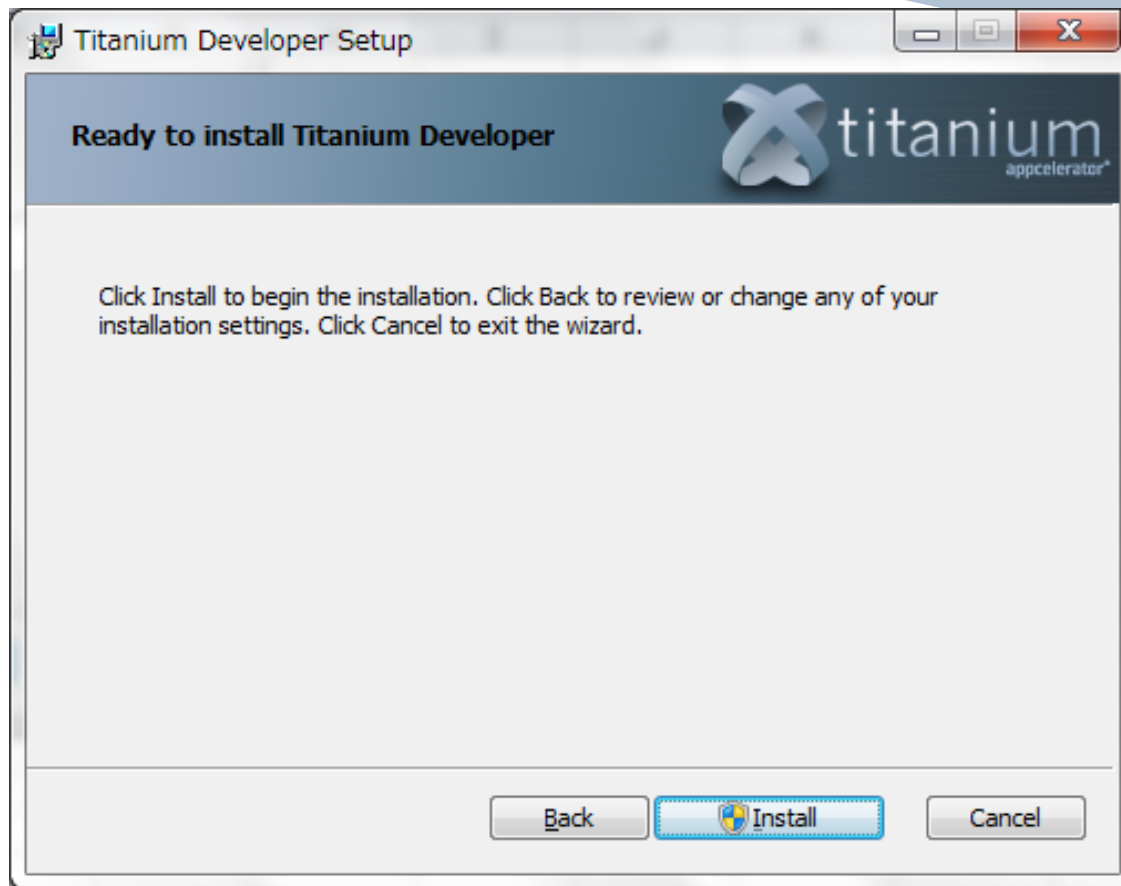 Titanium Developer Setup
Ready to install Titanium Developer
titanium
appcelerator*
Click Install to begin the installation. Click Back to review or change any of your
installation settings. Click Cancel to exit the wizard.
Back
Install
Cancel